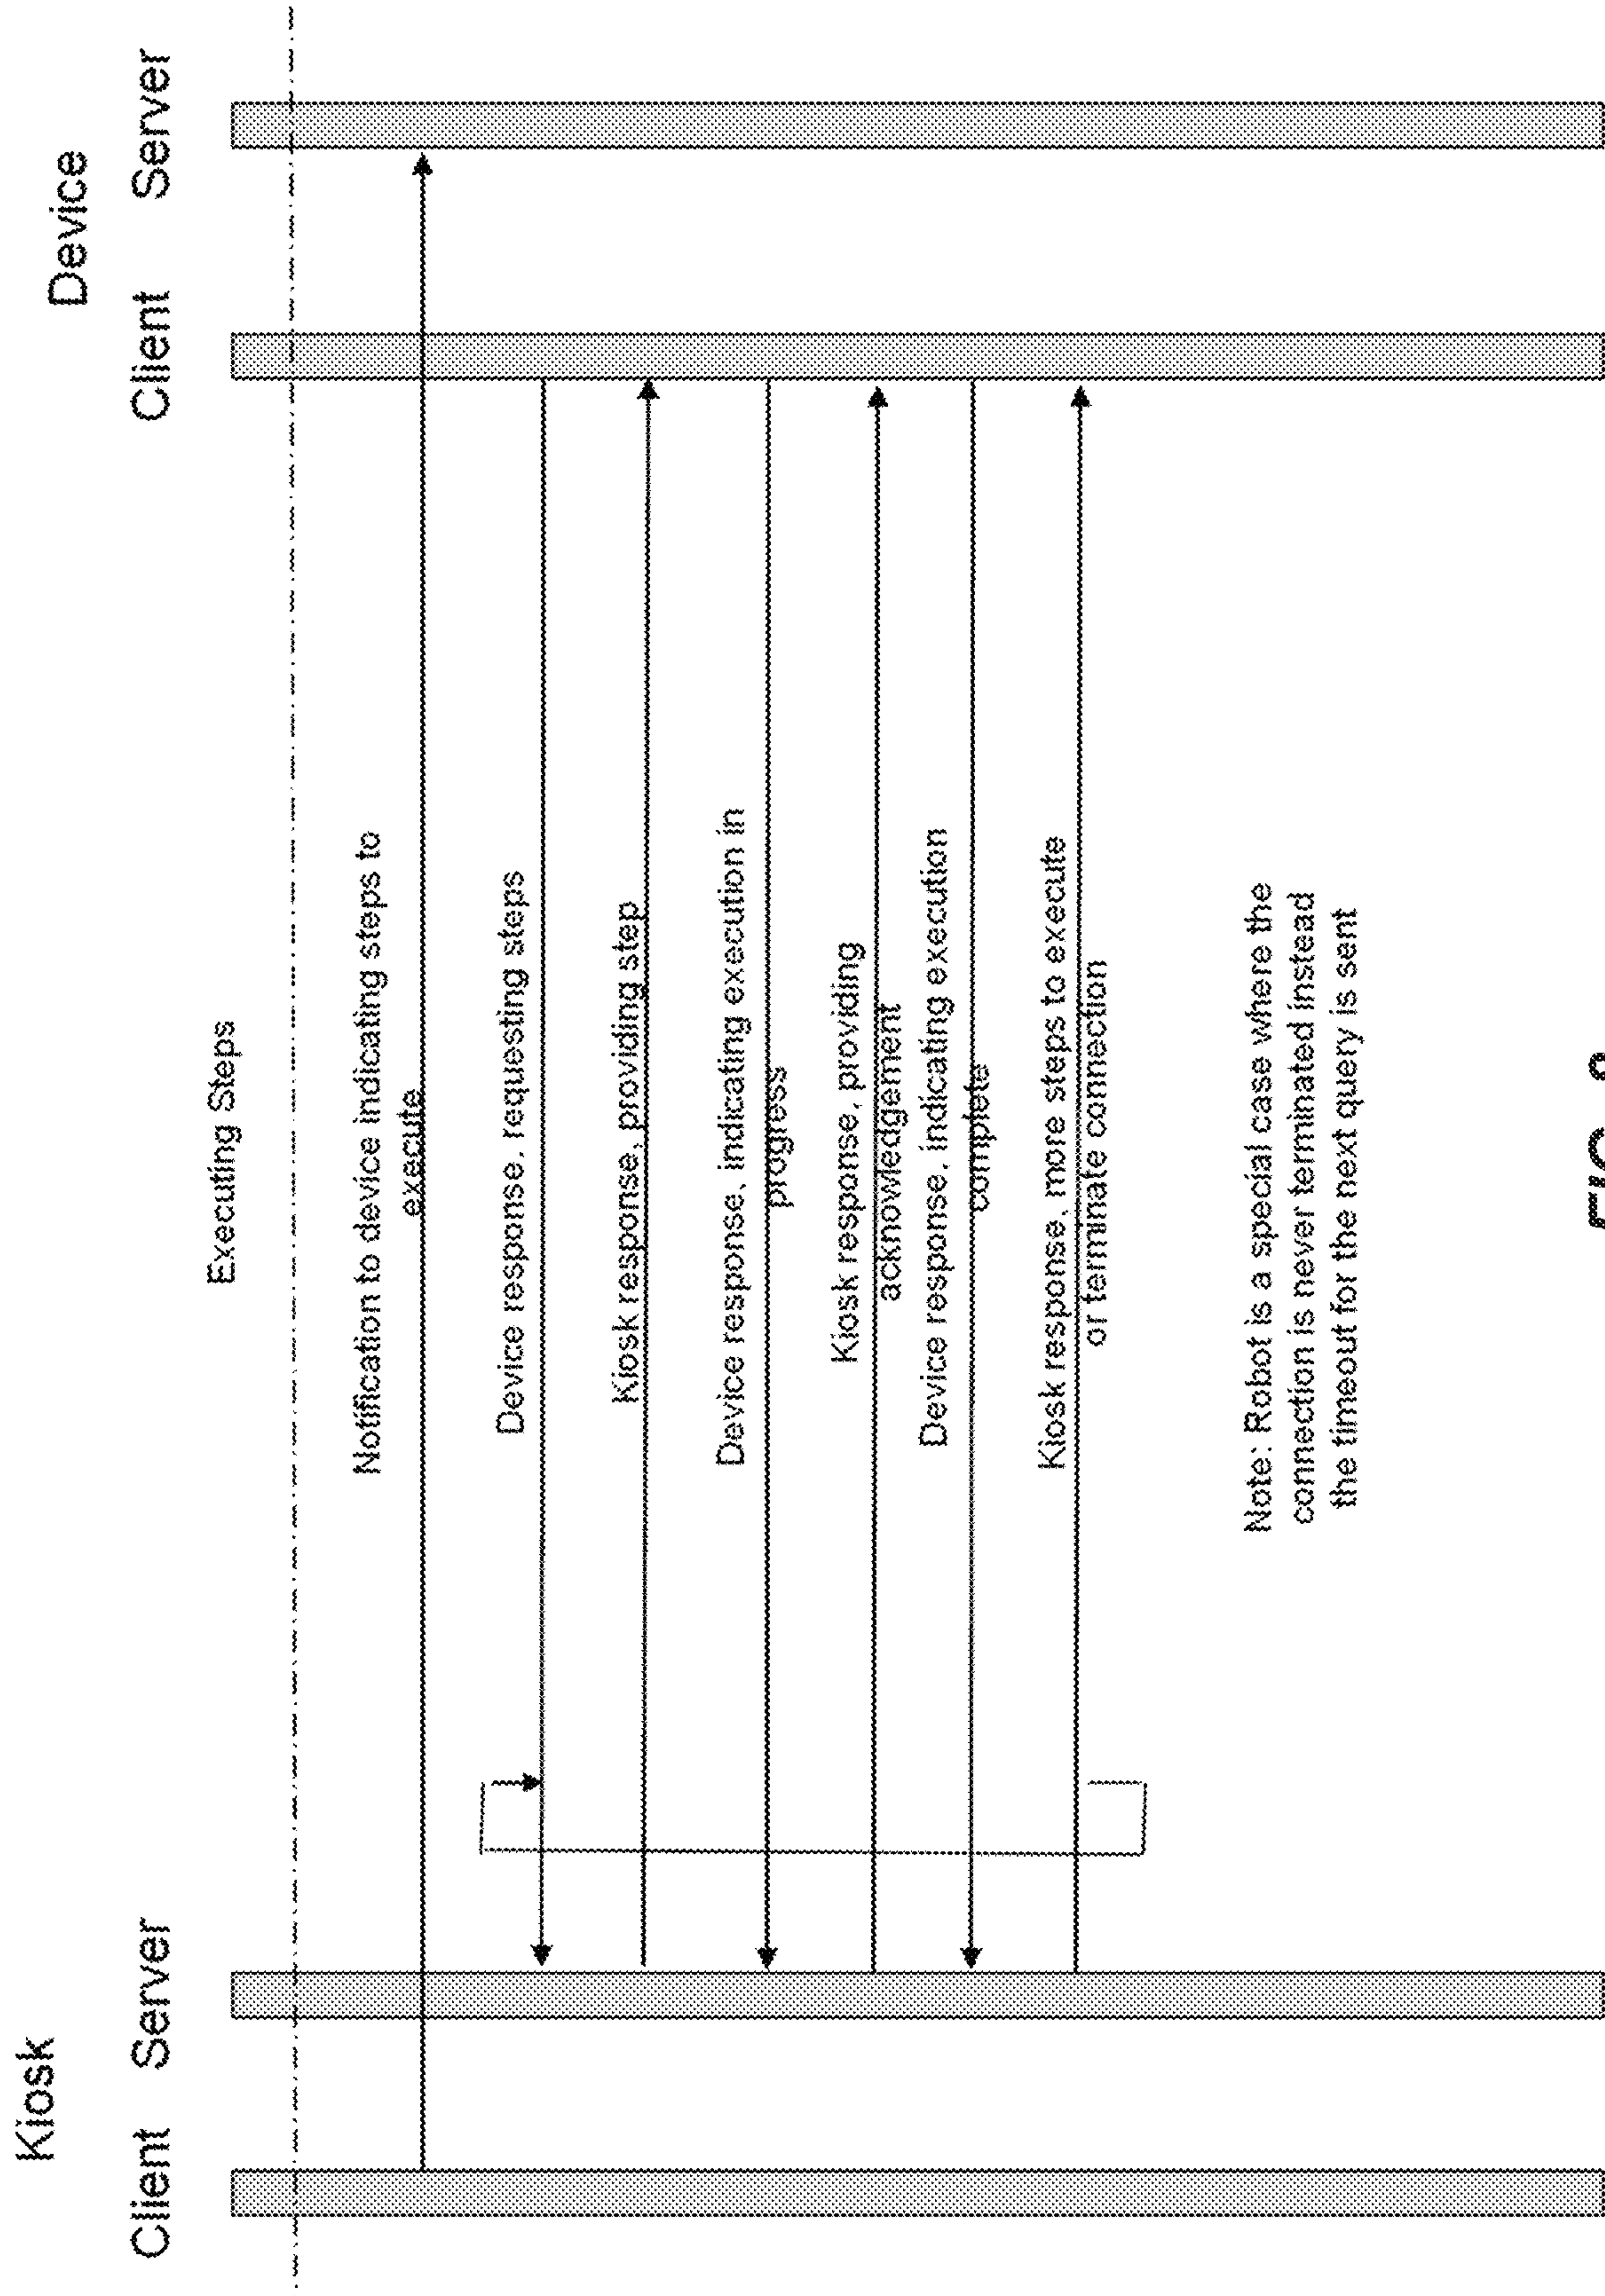 Kiosk
Device
Client
Server
Client
Server
Executing Steps
Notification to device indicating steps to
execute
Device response, requesting steps
Kiosk response, providing step
Device response, indicating execution in
progress
Kiosk response, providing
acknowledgement
Device response, indicating execution
complete
Kiosk response, more steps to execute
or terminate connection
Note: Robot is a special case where the
connection is never terminated instead
the timeout for the next query is sent